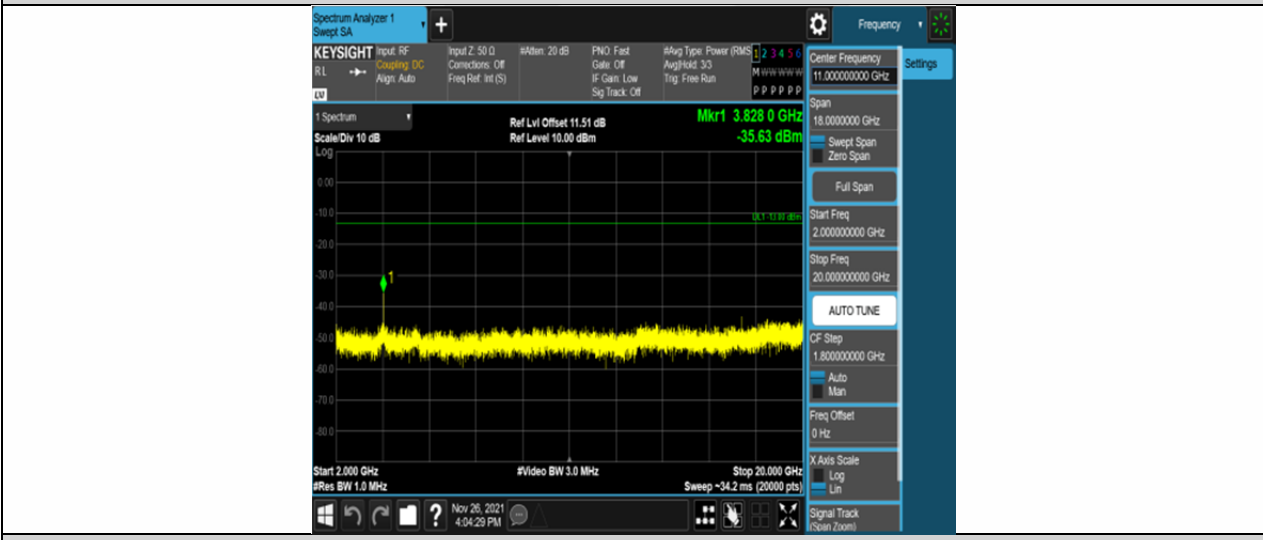 Spectrum Analyzer 1
Swept SA
+
Frequency
KEYSIGHT
RL
LV
Input: RF
Coupling: DC
Align: Auto
Input Z: 50 Ω
Corrections: Off
Freq Ref: Int (S)
#Atten: 20 dB
PNO: Fast
Gate: Off
IF Gain: Low
Sig Track: Off
#Avg Type: Power (RMS
Avg|Hold: 3/3
Trig: Free Run
1 2 3 4 5 6
M W W W W W
P P P P P P
1 Spectrum
Scale/Div 10 dB
Log
Ref Lvl Offset 11.51 dB
Ref Level 10.00 dBm
Mkr1 3.828 0 GHz
-35.63 dBm
0.00
-10.0
DL1 -13.00 dBm
-20.0
-30.0
1
-40.0
-50.0
-60.0
-70.0
-80.0
Start 2.000 GHz
#Res BW 1.0 MHz
#Video BW 3.0 MHz
Stop 20.000 GHz
Sweep ~34.2 ms (20000 pts)
Nov 26, 2021
4:04:29 PM
?
Center Frequency
11.000000000 GHz
Settings
Span
18.0000000 GHz
Swept Span
Zero Span
Full Span
Start Freq
2.000000000 GHz
Stop Freq
20.000000000 GHz
AUTO TUNE
CF Step
1.800000000 GHz
Auto
Man
Freq Offset
0 Hz
X Axis Scale
Log
Lin
Signal Track
(Span Zoom)